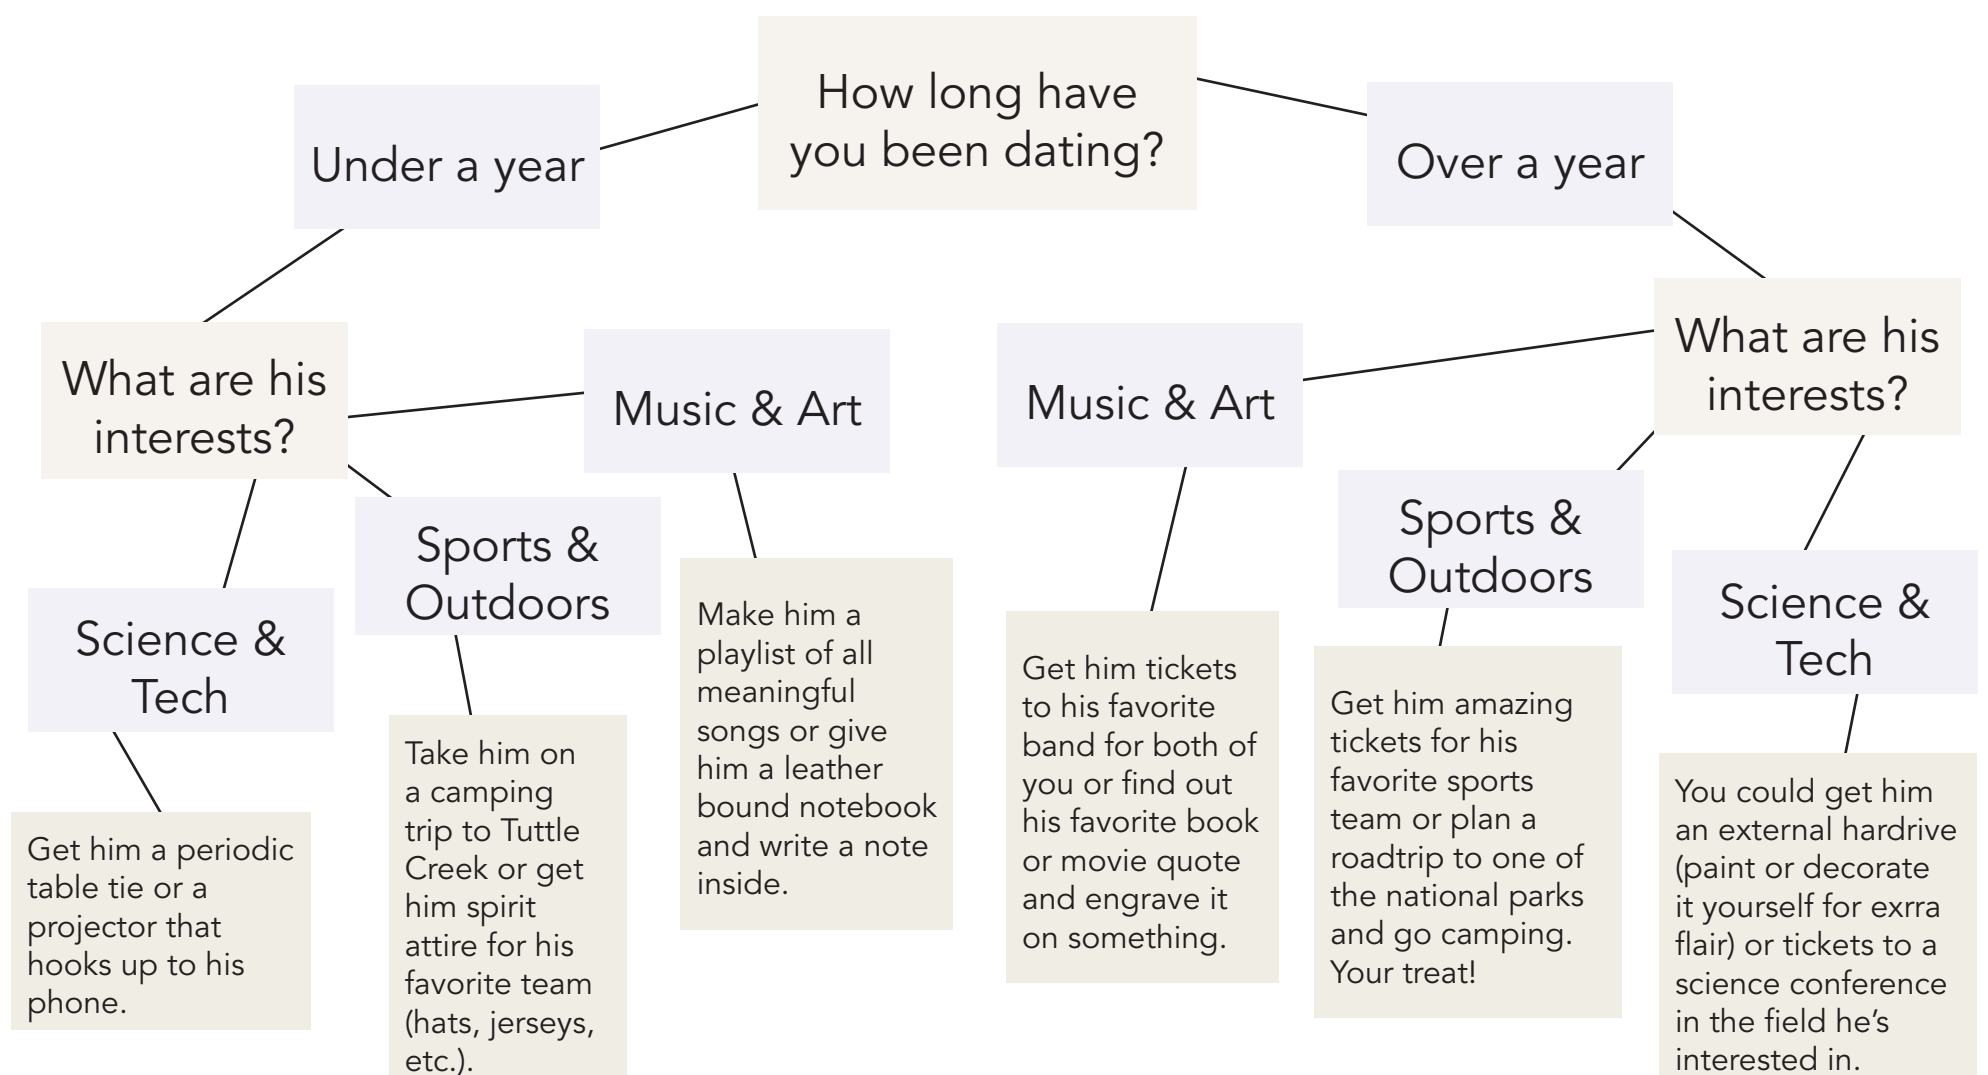 How long have
you been dating?
Under a year
Over a year
What are his
interests?
Music & Art
Sports &
Outdoors
Science &
Tech
Make him a
playlist of all
meaningful
songs or give
him a leather
bound notebook
and write a note
inside.
Take him on
a camping
trip to Tuttle
Creek or get
him spirit
attire for his
favorite team
(hats, jerseys,
etc.).
Get him a periodic
table tie or a
projector that
hooks up to his
phone.
What are his
interests?
Music & Art
Sports &
Outdoors
Science &
Tech
Get him tickets
to his favorite
band for both of
you or find out
his favorite book
or movie quote
and engrave it
on something.
Get him amazing
tickets for his
favorite sports
team or plan a
roadtrip to one of
the national parks
and go camping.
Your treat!
You could get him
an external hardrive
(paint or decorate
it yourself for exrra
flair) or tickets to a
science conference
in the field he’s
interested in.